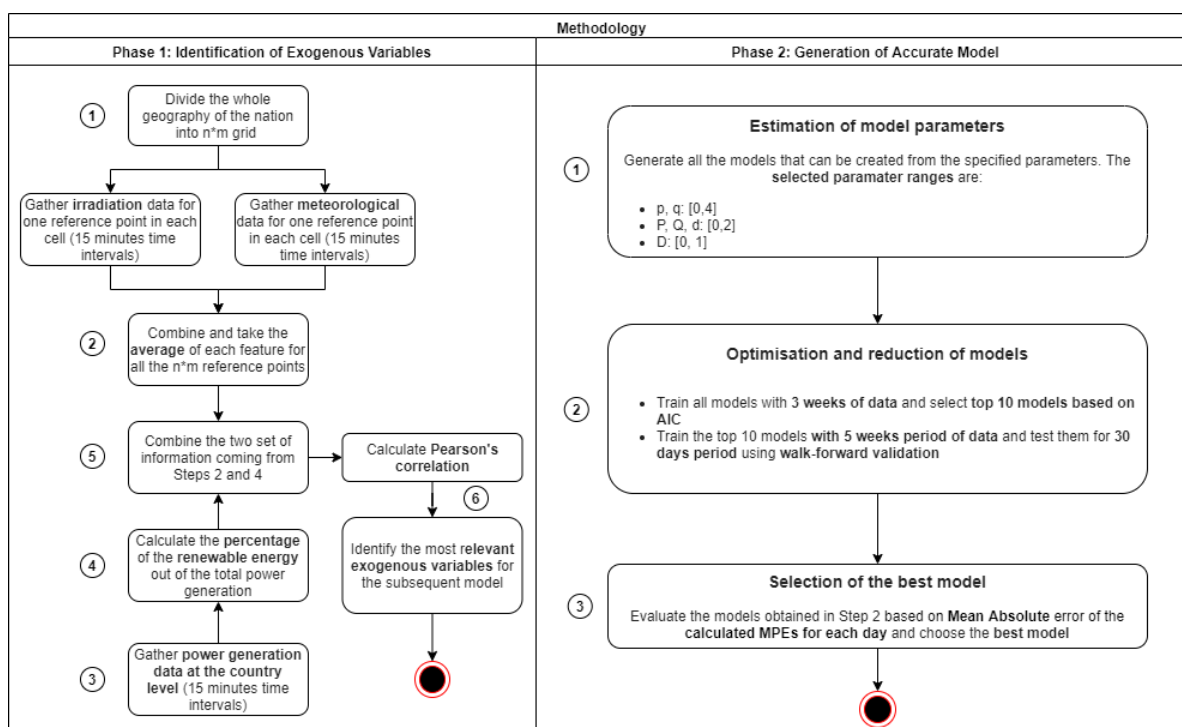 Methodology
Phase 1: Identification of Exogenous Variables
1
Divide the whole
geography of the nation
into n*m grid
Gather irradiation data for
one reference point in each
cell (15 minutes time
intervals)
Gather meteorological
data for one reference point
in each cell (15 minutes
time intervals)
2
Combine and take the
average of each feature for
all the n*m reference points
5
Combine the two set of
information coming from
Steps 2 and 4
Calculate Pearson's
correlation
6
4
Calculate the percentage
of the renewable energy
out of the total power
generation
Identify the most relevant
exogenous variables for
the subsequent model
3
Gather power generation
data at the country
level (15 minutes time
intervals)
Phase 2: Generation of Accurate Model
1
Estimation of model parameters
Generate all the models that can be created from the specified parameters. The
selected paramater ranges are:
• p, q: [0,4]
• P, Q, d: [0,2]
• D: [0, 1]
2
Optimisation and reduction of models
• Train all models with 3 weeks of data and select top 10 models based on
AIC
• Train the top 10 models with 5 weeks period of data and test them for 30
days period using walk-forward validation
3
Selection of the best model
Evaluate the models obtained in Step 2 based on Mean Absolute error of the
calculated MPEs for each day and choose the best model